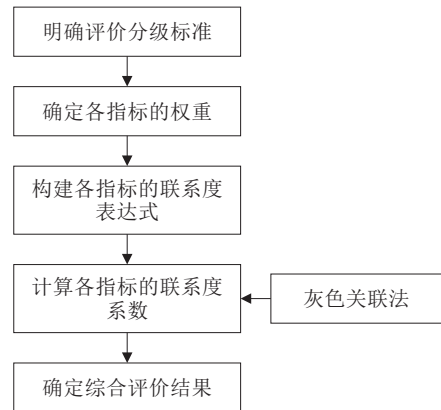 明确评价分级标准
确定各指标的权重
构建各指标的联系度
表达式
计算各指标的联系度
系数
灰色关联法
确定综合评价结果